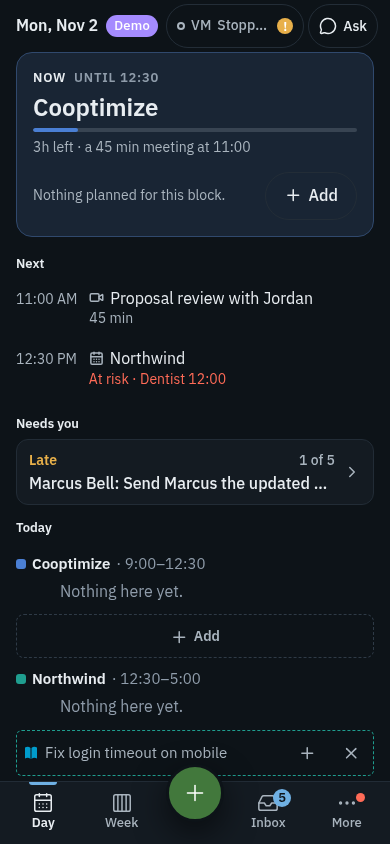 Mon, Nov 2 Demo VM Stopp... ! Ask
NOW UNTIL 12:30
Cooptimize
3h left · a 45 min meeting at 11:00
Nothing planned for this block. + Add
Next
11:00 AM Proposal review with Jordan
45 min
12:30 PM Northwind
At risk · Dentist 12:00
Needs you
Late 1 of 5
Marcus Bell: Send Marcus the updated ...
Today
Cooptimize · 9:00–12:30
Nothing here yet.
+ Add
Northwind · 12:30–5:00
Nothing here yet.
Fix login timeout on mobile
5
Day Week Inbox More